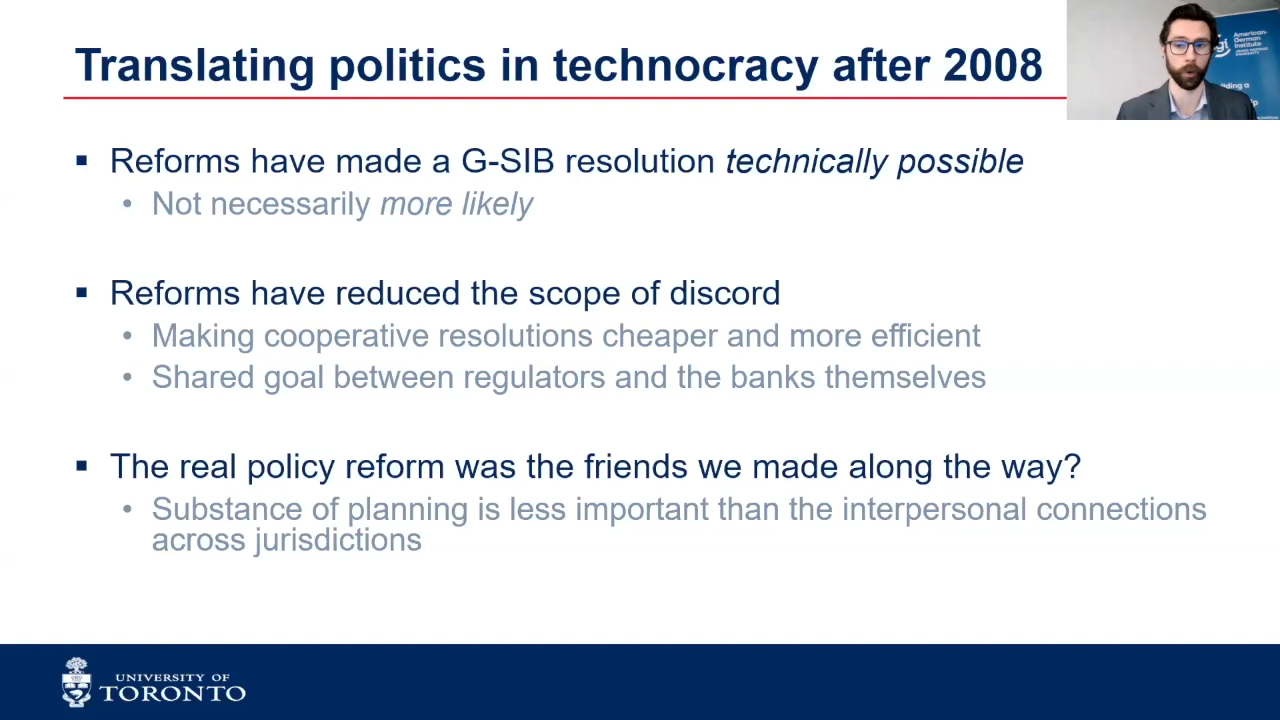 Translating politics in technocracy after 2008
American-
German
Institute
▪ Reforms have made a G-SIB resolution technically possible
• Not necessarily more likely
▪ Reforms have reduced the scope of discord
• Making cooperative resolutions cheaper and more efficient
• Shared goal between regulators and the banks themselves
▪ The real policy reform was the friends we made along the way?
• Substance of planning is less important than the interpersonal connections
across jurisdictions
UNIVERSITY OF
TORONTO